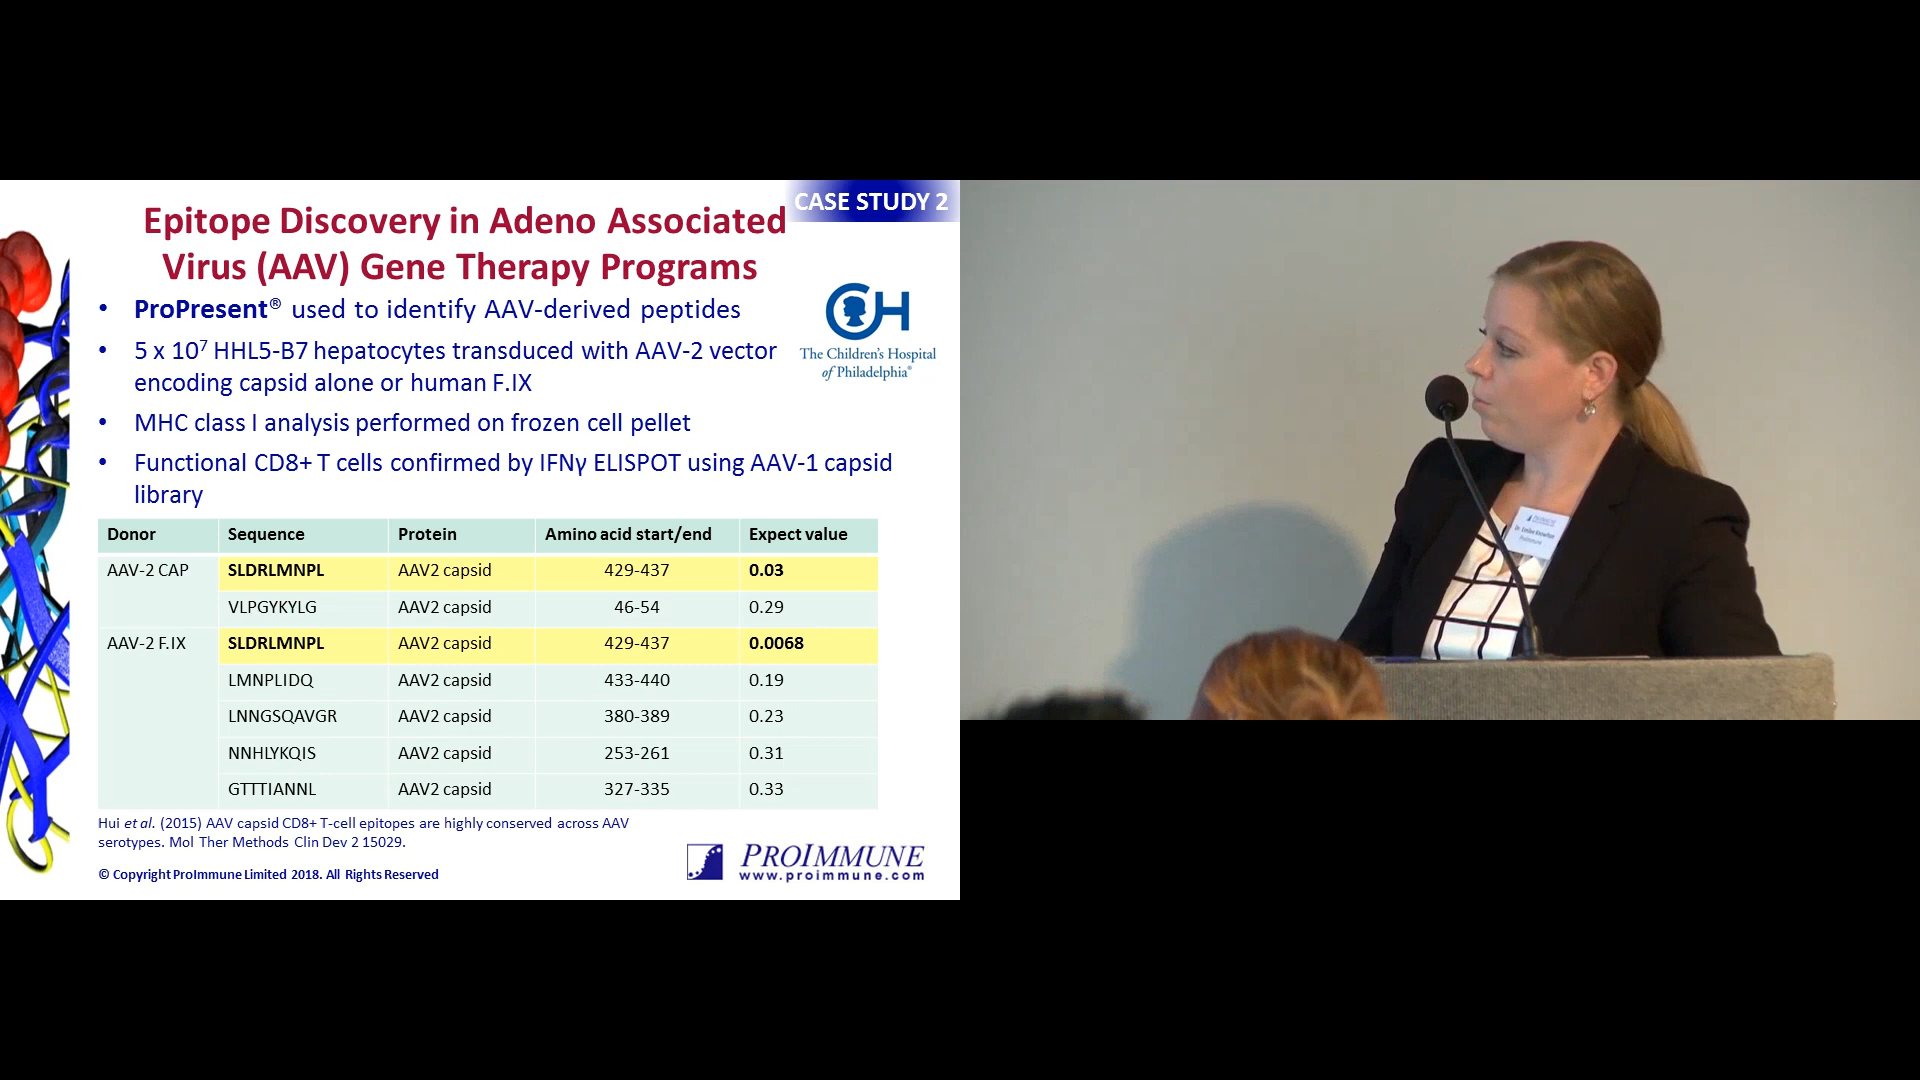 CASE STUDY 2
Epitope Discovery in Adeno Associated
Virus (AAV) Gene Therapy Programs
• ProPresent® used to identify AAV-derived peptides
• 5 x 10⁷ HHL5-B7 hepatocytes transduced with AAV-2 vector
encoding capsid alone or human F.IX
• MHC class I analysis performed on frozen cell pellet
• Functional CD8+ T cells confirmed by IFNγ ELISPOT using AAV-1 capsid
library
CH
The Children's Hospital
of Philadelphia®
Donor Sequence Protein Amino acid start/end Expect value
AAV-2 CAP SLDRLMNPL AAV2 capsid 429-437 0.03
VLPGYKYLG AAV2 capsid 46-54 0.29
AAV-2 F.IX SLDRLMNPL AAV2 capsid 429-437 0.0068
LMNPLIDQ AAV2 capsid 433-440 0.19
LNNGSQAVGR AAV2 capsid 380-389 0.23
NNHLYKQIS AAV2 capsid 253-261 0.31
GTTTIANNL AAV2 capsid 327-335 0.33
Hui et al. (2015) AAV capsid CD8+ T-cell epitopes are highly conserved across AAV
serotypes. Mol Ther Methods Clin Dev 2 15029.
© Copyright ProImmune Limited 2018. All Rights Reserved
PROIMMUNE
www.proimmune.com